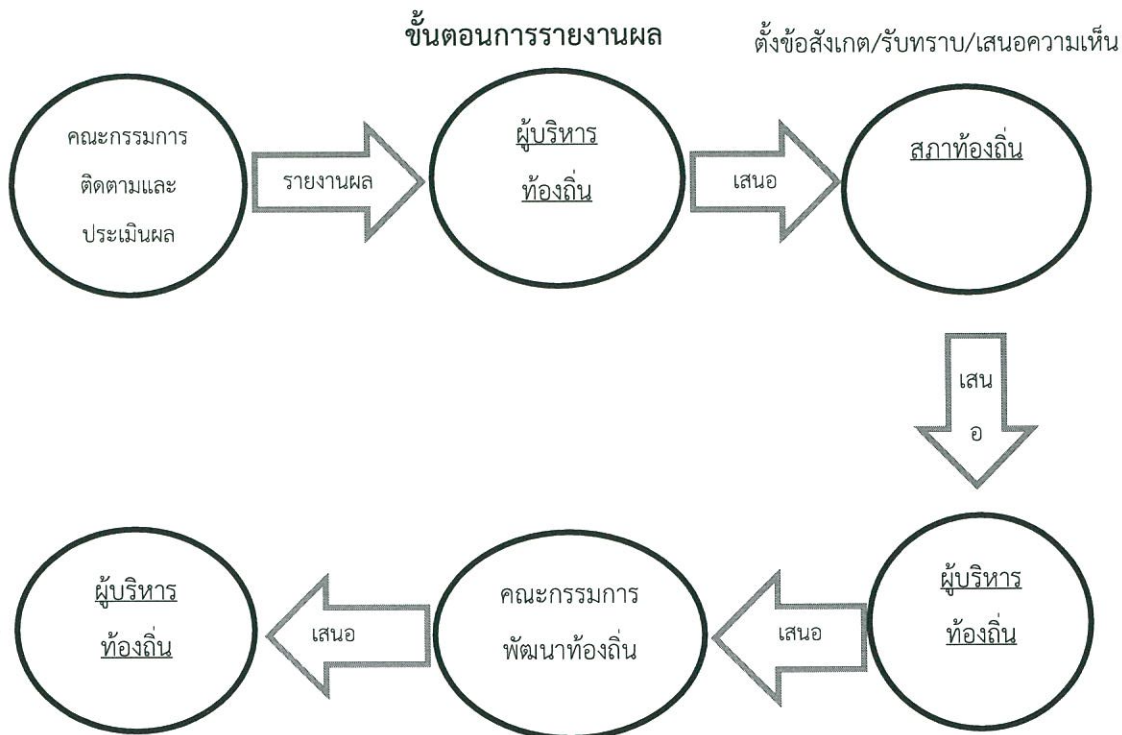 ขั้นตอนการรายงานผล
ตั้งข้อสังเกต/รับทราบ/เสนอความเห็น
คณะกรรมการ
ติดตามและ
ประเมินผล
รายงานผล
ผู้บริหาร
ท้องถิ่น
เสนอ
สภาท้องถิ่น
เสน
อ
ผู้บริหาร
ท้องถิ่น
เสนอ
คณะกรรมการ
พัฒนาท้องถิ่น
เสนอ
ผู้บริหาร
ท้องถิ่น